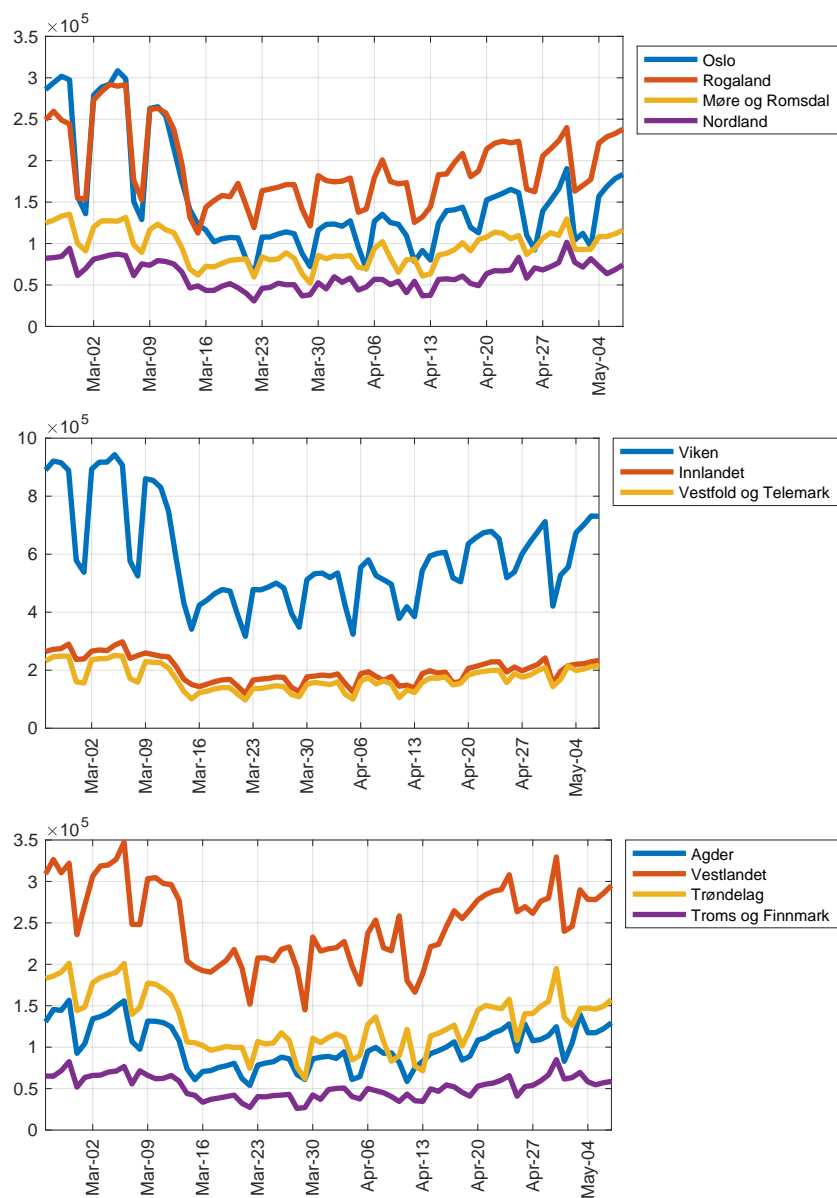 ×10^5
3.5
3
2.5
2
1.5
1
0.5
0
Mar-02
Mar-09
Mar-16
Mar-23
Mar-30
Apr-06
Apr-13
Apr-20
Apr-27
May-04
Oslo
Rogaland
Møre og Romsdal
Nordland
×10^5
10
8
6
4
2
0
Mar-02
Mar-09
Mar-16
Mar-23
Mar-30
Apr-06
Apr-13
Apr-20
Apr-27
May-04
Viken
Innlandet
Vestfold og Telemark
×10^5
3.5
3
2.5
2
1.5
1
0.5
0
Mar-02
Mar-09
Mar-16
Mar-23
Mar-30
Apr-06
Apr-13
Apr-20
Apr-27
May-04
Agder
Vestlandet
Trøndelag
Troms og Finnmark